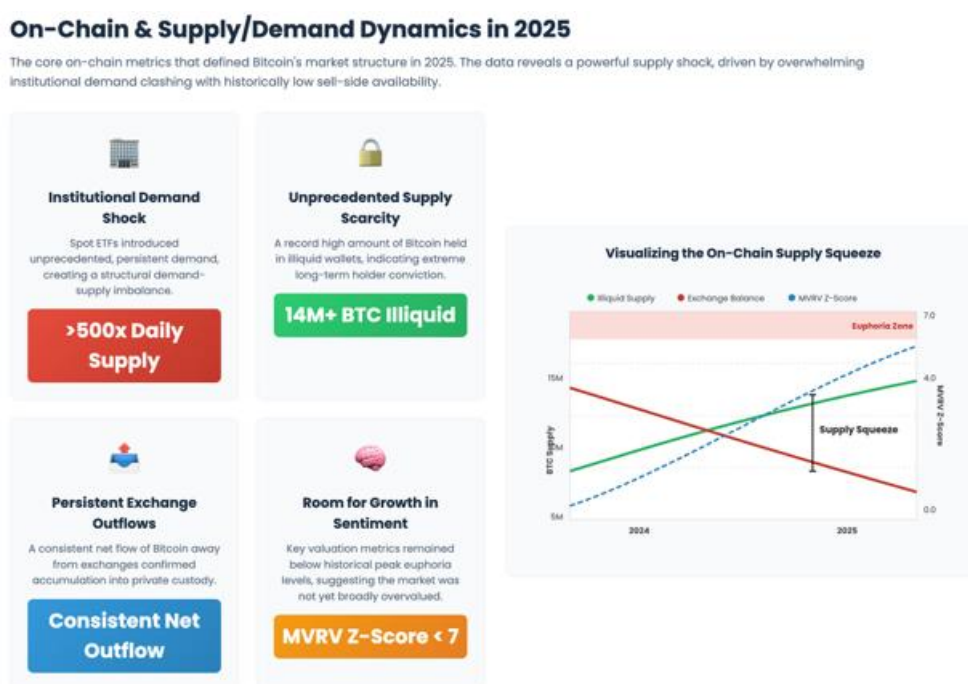 On-Chain & Supply/Demand Dynamics in 2025
The core on-chain metrics that defined Bitcoin's market structure in 2025. The data reveals a powerful supply shock, driven by overwhelming
institutional demand clashing with historically low sell-side availability.
Institutional Demand
Shock
Spot ETFs introduced
unprecedented, persistent demand,
creating a structural demand-
supply imbalance.
>500x Daily
Supply
Unprecedented Supply
Scarcity
A record high amount of Bitcoin held
in illiquid wallets, indicating extreme
long-term holder conviction.
14M+ BTC Illiquid
Persistent Exchange
Outflows
A consistent net flow of Bitcoin away
from exchanges confirmed
accumulation into private custody.
Consistent Net
Outflow
Room for Growth in
Sentiment
Key valuation metrics remained
below historical peak euphoria
levels, suggesting the market was
not yet broadly overvalued.
MVRV Z-Score < 7
Visualizing the On-Chain Supply Squeeze
Illiquid Supply
Exchange Balance
MVRV Z-Score
Euphoria Zone
7.0
15M
4.0
MVRV Z-Score
Supply Squeeze
BTC Supply
5M
0.0
2024
2025